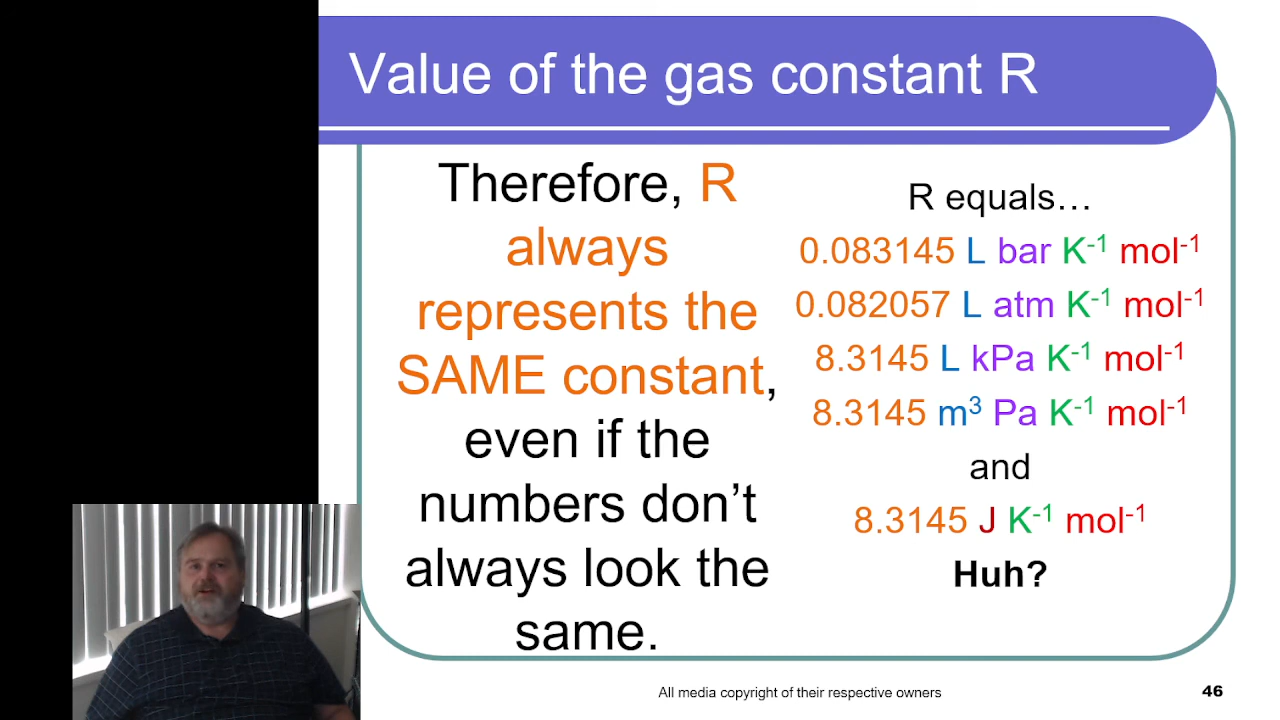 Value of the gas constant R
Therefore, R
always
represents the
SAME constant,
even if the
numbers don’t
always look the
same.
R equals…
0.083145 L bar K⁻¹ mol⁻¹
0.082057 L atm K⁻¹ mol⁻¹
8.3145 L kPa K⁻¹ mol⁻¹
8.3145 m³ Pa K⁻¹ mol⁻¹
and
8.3145 J K⁻¹ mol⁻¹
Huh?
All media copyright of their respective owners
46